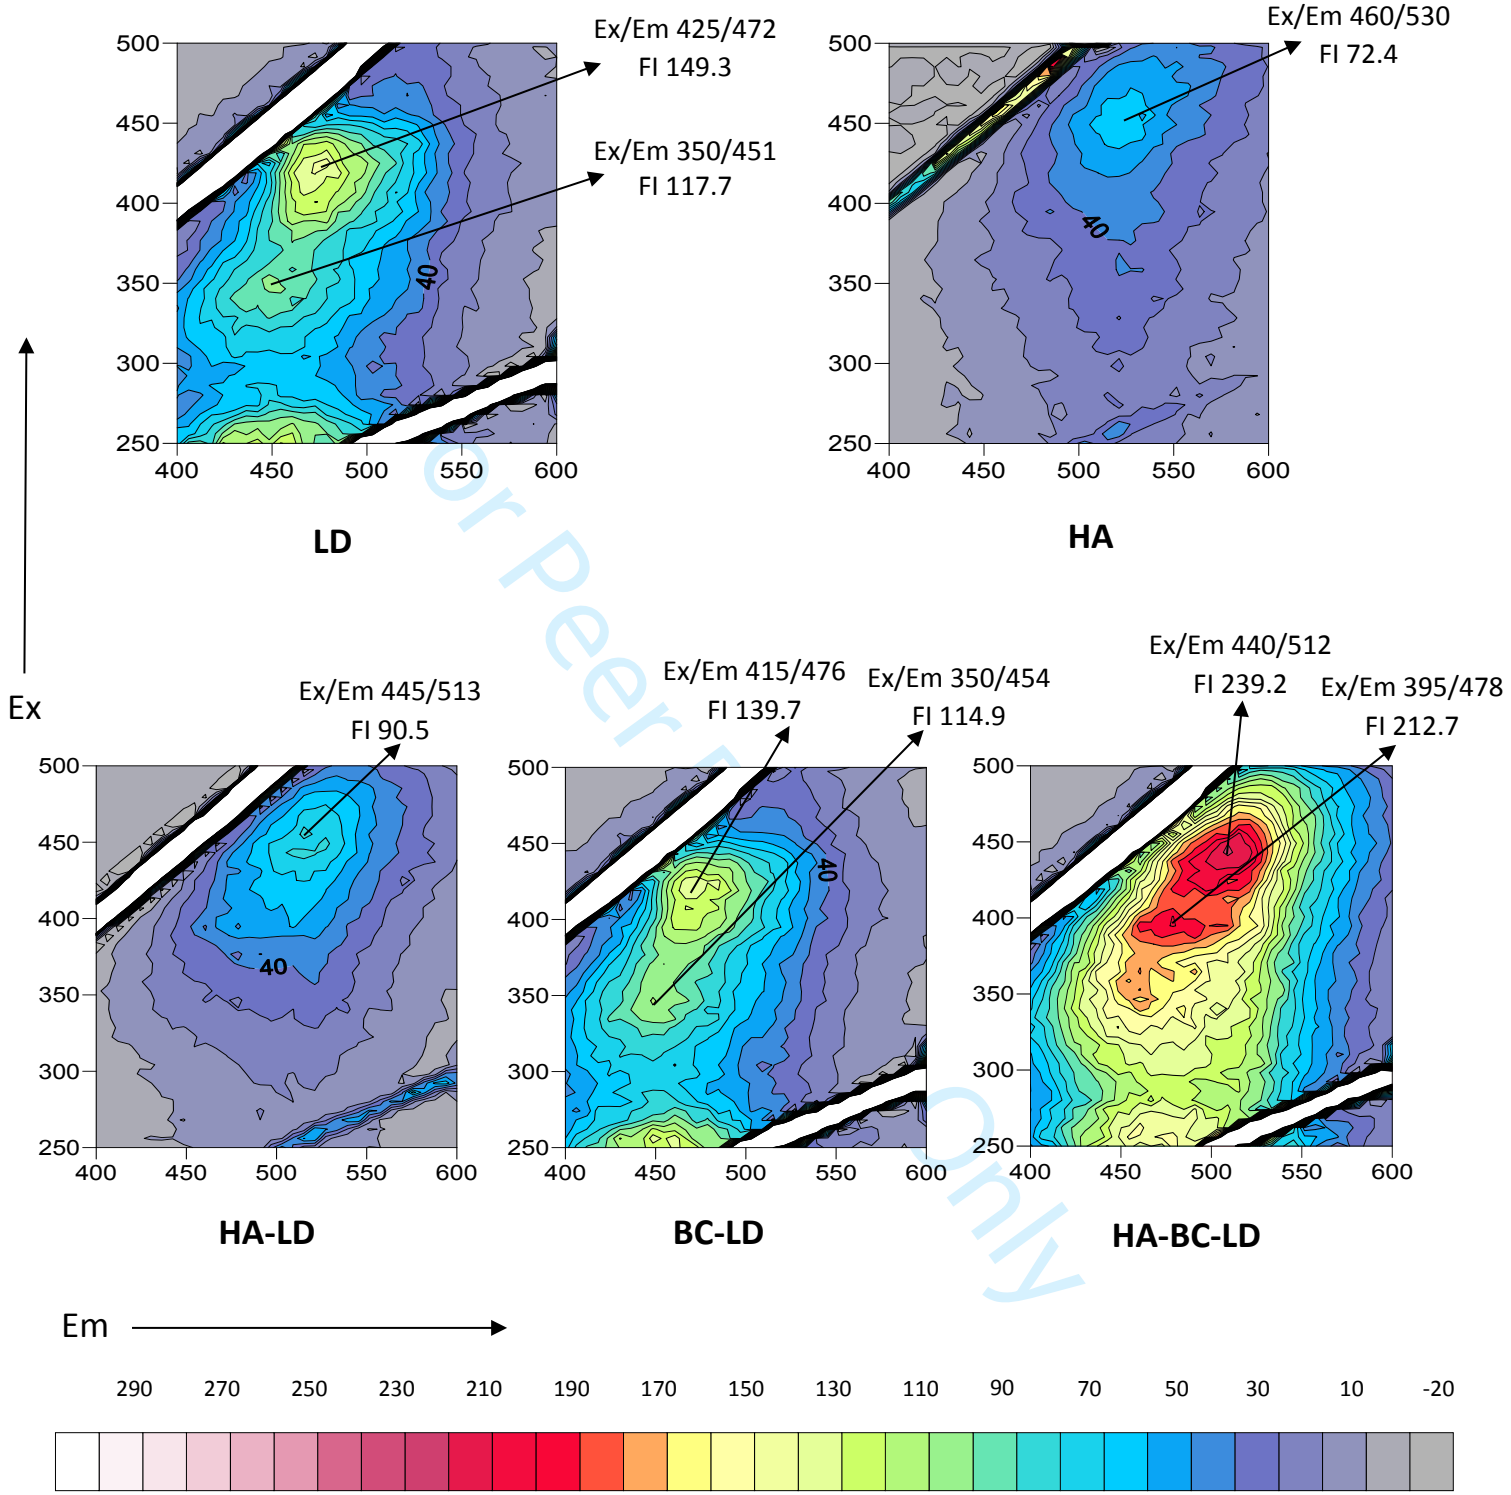 Ex/Em 425/472
FI 149.3
Ex/Em 350/451
FI 117.7
500
450
400
350
300
250
40
400 450 500 550 600
LD
Ex/Em 460/530
FI 72.4
500
450
400
350
300
250
40
400 450 500 550 600
HA
or Peer
Only
Ex
Ex/Em 445/513
FI 90.5
500
450
400
350
300
250
40
400 450 500 550 600
HA-LD
Ex/Em 415/476
FI 139.7
Ex/Em 350/454
FI 114.9
500
450
400
350
300
250
40
400 450 500 550 600
BC-LD
Ex/Em 440/512
FI 239.2
Ex/Em 395/478
FI 212.7
500
450
400
350
300
250
400 450 500 550 600
HA-BC-LD
Em
290 270 250 230 210 190 170 150 130 110 90 70 50 30 10 -20